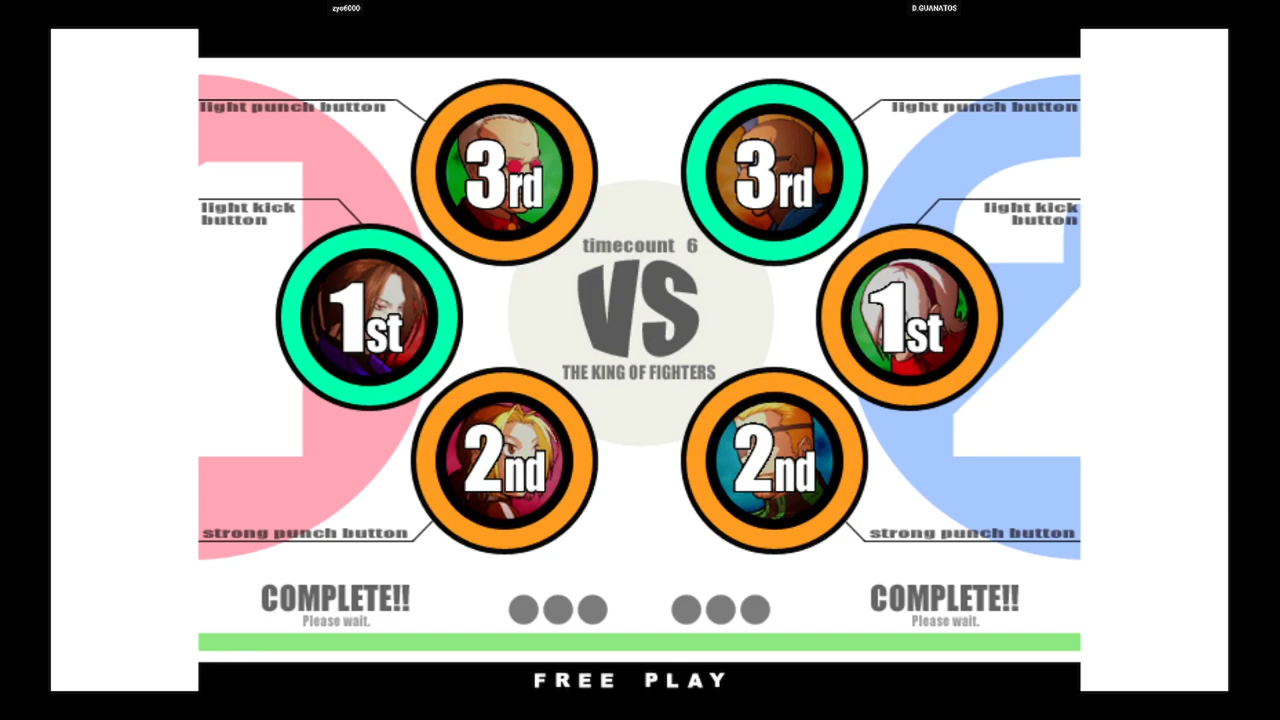 zyo6000
D.GUANATOS
light punch button
light punch button
3rd
3rd
light kick
button
light kick
button
timecount 6
VS
THE KING OF FIGHTERS
1st
1st
2nd
2nd
strong punch button
strong punch button
COMPLETE!!
Please wait.
COMPLETE!!
Please wait.
FREE PLAY
1
2